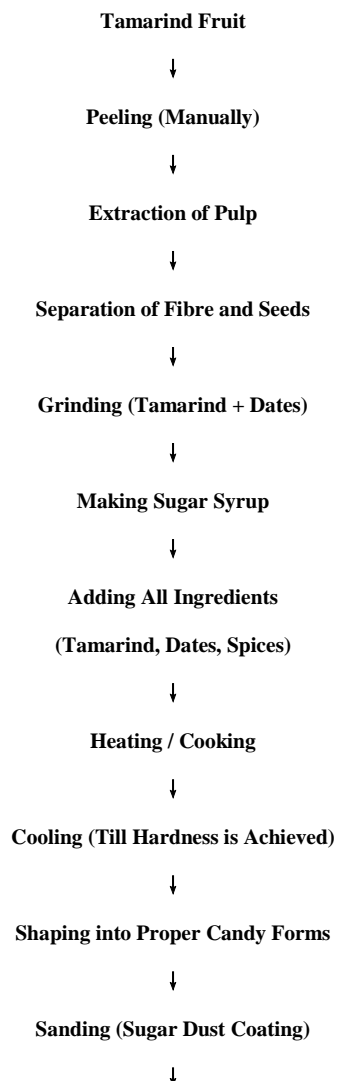 Tamarind Fruit
Peeling (Manually)
Extraction of Pulp
Separation of Fibre and Seeds
Grinding (Tamarind + Dates)
Making Sugar Syrup
Adding All Ingredients
(Tamarind, Dates, Spices)
Heating / Cooking
Cooling (Till Hardness is Achieved)
Shaping into Proper Candy Forms
Sanding (Sugar Dust Coating)